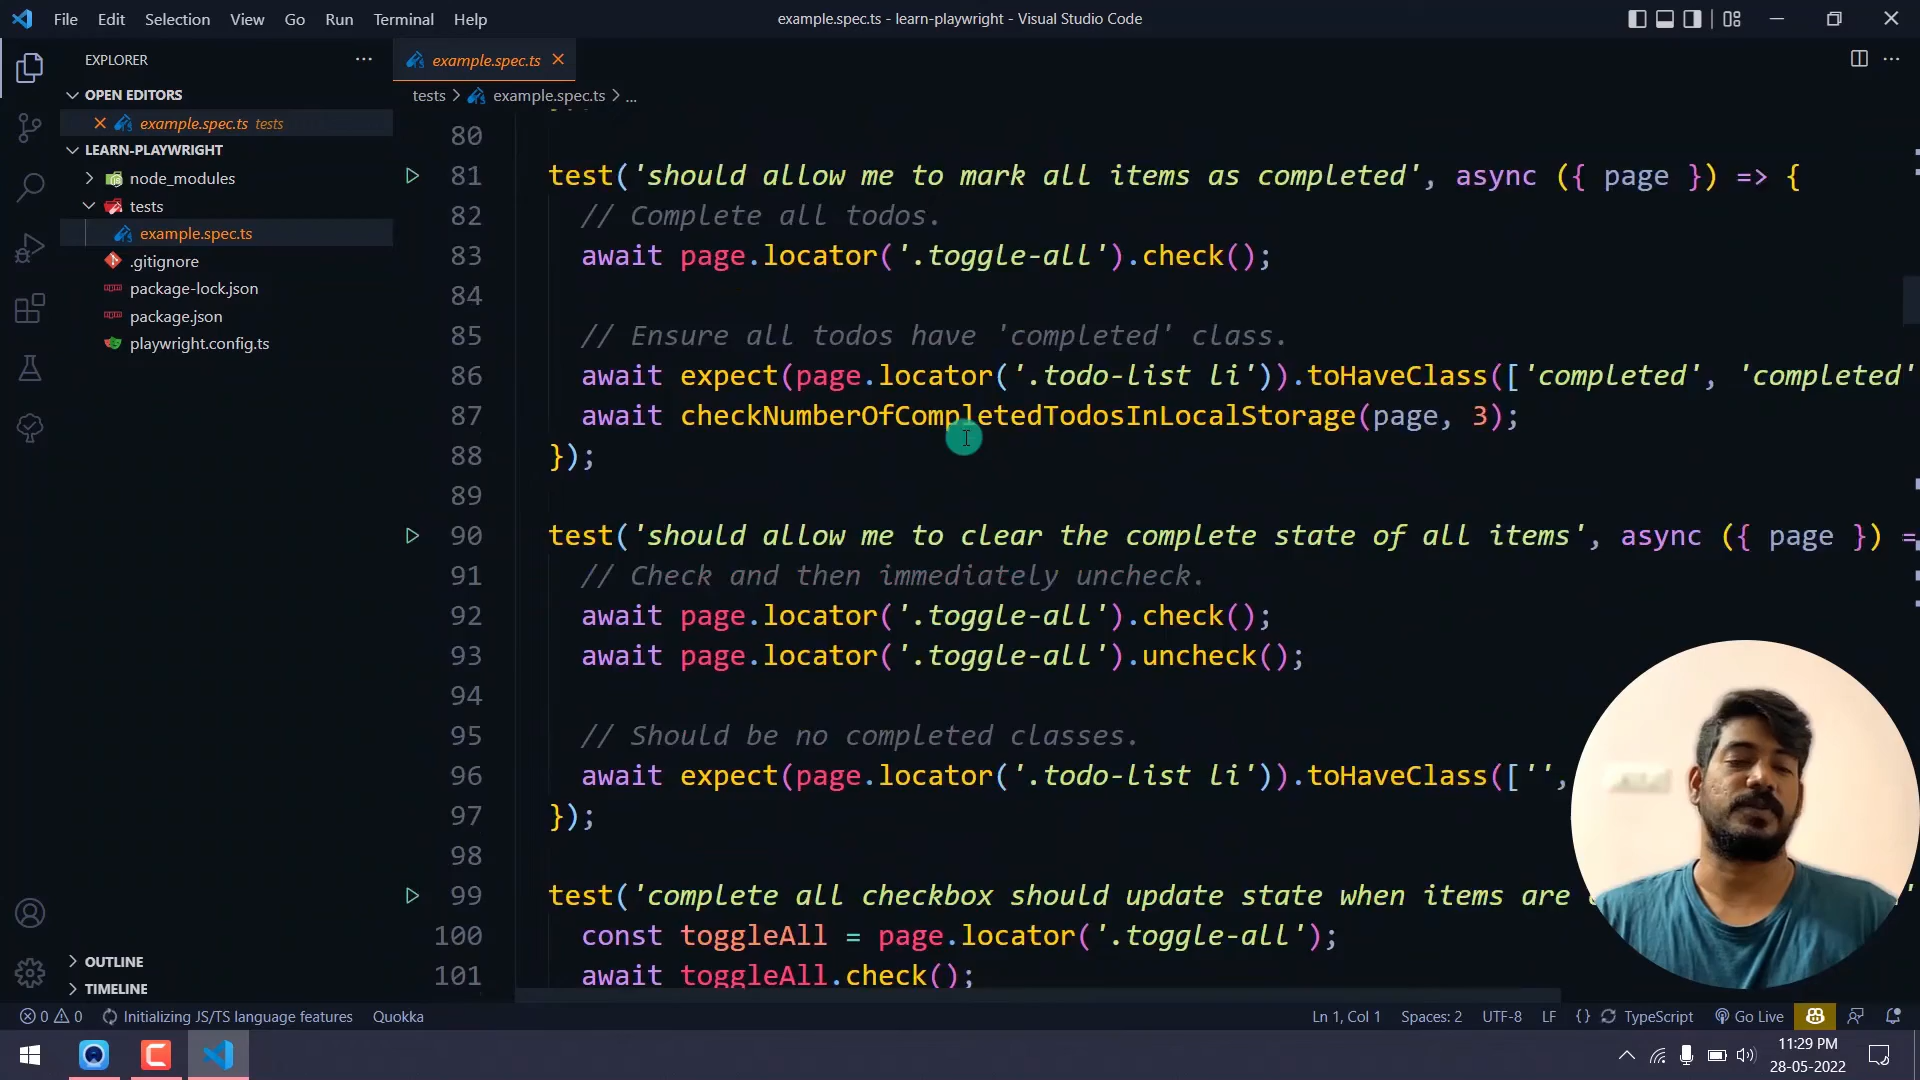 File Edit Selection View Go Run Terminal Help
example.spec.ts - learn-playwright - Visual Studio Code
EXPLORER
OPEN EDITORS
example.spec.ts tests
LEARN-PLAYWRIGHT
node_modules
tests
example.spec.ts
.gitignore
package-lock.json
package.json
playwright.config.ts
OUTLINE
TIMELINE
example.spec.ts
tests > example.spec.ts > ...
80
81 test('should allow me to mark all items as completed', async ({ page }) => {
82 // Complete all todos.
83 await page.locator('.toggle-all').check();
84
85 // Ensure all todos have 'completed' class.
86 await expect(page.locator('.todo-list li')).toHaveClass(['completed', 'completed'
87 await checkNumberOfCompletedTodosInLocalStorage(page, 3);
88 });
89
90 test('should allow me to clear the complete state of all items', async ({ page }) =
91 // Check and then immediately uncheck.
92 await page.locator('.toggle-all').check();
93 await page.locator('.toggle-all').uncheck();
94
95 // Should be no completed classes.
96 await expect(page.locator('.todo-list li')).toHaveClass(['',
97 });
98
99 test('complete all checkbox should update state when items are
100 const toggleAll = page.locator('.toggle-all');
101 await toggleAll.check();
0 0 Initializing JS/TS language features Quokka
Ln 1, Col 1 Spaces: 2 UTF-8 LF {} TypeScript Go Live
11:29 PM
28-05-2022